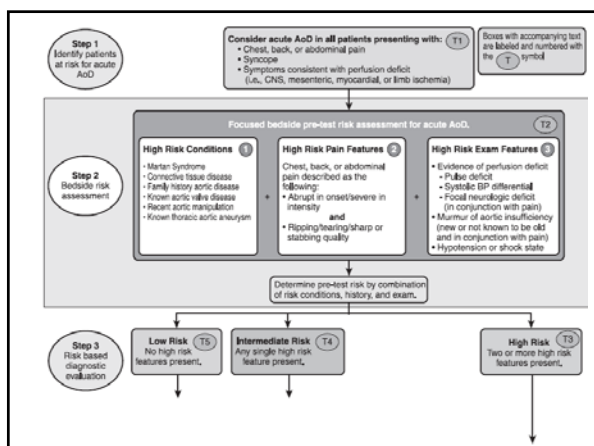 Step 1
Identify patients
at risk for acute
AoD
Consider acute AoD in all patients presenting with:
T1
• Chest, back, or abdominal pain
• Syncope
• Symptoms consistent with perfusion deficit
(i.e., CNS, mesenteric, myocardial, or limb ischemia)
Boxes with accompanying text
are labeled and numbered with
the T symbol
Step 2
Bedside risk
assessment
Focused bedside pre-test risk assessment for acute AoD.
T2
High Risk Conditions 1
• Marfan Syndrome
• Connective tissue disease
• Family history aortic disease
• Known aortic valve disease
• Recent aortic manipulation
• Known thoracic aortic aneurysm
+
High Risk Pain Features 2
Chest, back, or abdominal
pain described as the
following:
• Abrupt in onset/severe in
intensity
and
• Ripping/tearing/sharp or
stabbing quality
+
High Risk Exam Features 3
• Evidence of perfusion deficit
• Pulse deficit
• Systolic BP differential
• Focal neurologic deficit
(in conjunction with pain)
• Murmur of aortic insufficiency
(new or not known to be old
and in conjunction with pain)
• Hypotension or shock state
Determine pre-test risk by combination
of risk conditions, history, and exam.
Step 3
Risk based
diagnostic
evaluation
Low Risk T5
No high risk
features present.
Intermediate Risk T4
Any single high risk
feature present.
High Risk T3
Two or more high risk
features present.